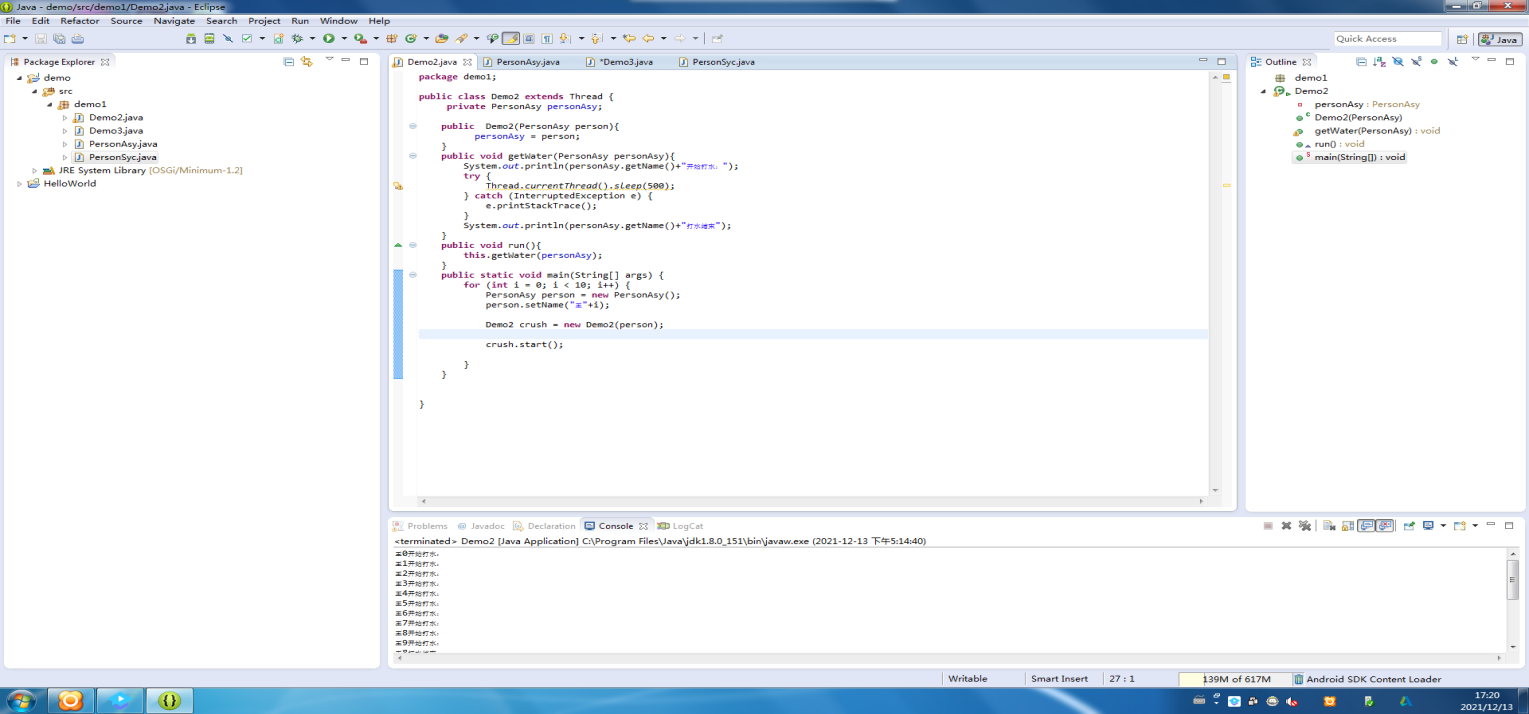 Java - demo/src/demo1/Demo2.java - Eclipse
File Edit Refactor Source Navigate Search Project Run Window Help
Quick Access
Java
Package Explorer
demo
src
demo1
Demo2.java
Demo3.java
PersonAsy.java
PersonSyc.java
JRE System Library [OSGi/Minimum-1.2]
HelloWorld
Demo2.java PersonAsy.java *Demo3.java PersonSyc.java
package demo1;
public class Demo2 extends Thread {
private PersonAsy personAsy;
public Demo2(PersonAsy person){
personAsy = person;
}
public void getWater(PersonAsy personAsy){
System.out.println(personAsy.getName()+"开始打水：");
try {
Thread.currentThread().sleep(500);
} catch (InterruptedException e) {
e.printStackTrace();
}
System.out.println(personAsy.getName()+"打水结束");
}
public void run(){
this.getWater(personAsy);
}
public static void main(String[] args) {
for (int i = 0; i < 10; i++) {
PersonAsy person = new PersonAsy();
person.setName("王"+i);
Demo2 crush = new Demo2(person);
crush.start();
}
}
}
Outline
demo1
Demo2
personAsy : PersonAsy
Demo2(PersonAsy)
getWater(PersonAsy) : void
run() : void
main(String[]) : void
Problems Javadoc Declaration Console LogCat
<terminated> Demo2 [Java Application] C:\Program Files\Java\jdk1.8.0_151\bin\javaw.exe (2021-12-13 下午5:14:40)
王0开始打水：
王1开始打水：
王2开始打水：
王3开始打水：
王4开始打水：
王5开始打水：
王6开始打水：
王7开始打水：
王8开始打水：
王9开始打水：
Writable Smart Insert 27 : 1 139M of 617M Android SDK Content Loader
17:20
2021/12/13